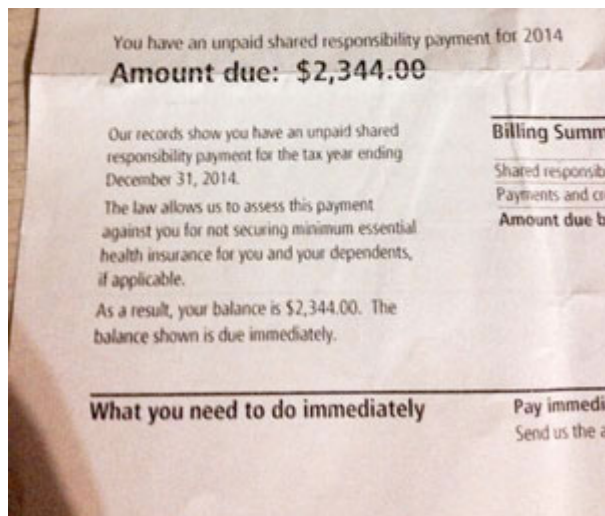 You have an unpaid shared responsibility payment for 2014
Amount due: $2,344.00
Our records show you have an unpaid shared
responsibility payment for the tax year ending
December 31, 2014.
The law allows us to assess this payment
against you for not securing minimum essential
health insurance for you and your dependents,
if applicable.
As a result, your balance is $2,344.00. The
balance shown is due immediately.
Billing Summ
Shared responsib
Payments and cr
Amount due b
What you need to do immediately
Pay immedi
Send us the a